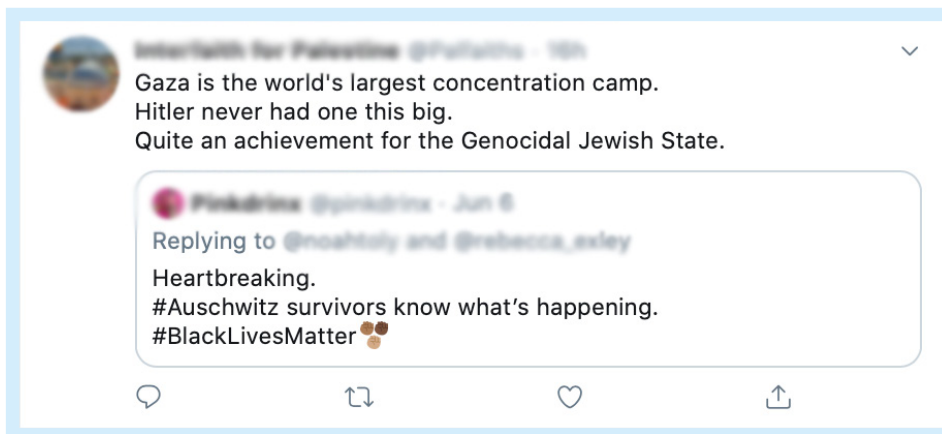 Gaza is the world's largest concentration camp.
Hitler never had one this big.
Quite an achievement for the Genocidal Jewish State.
Replying to
Heartbreaking.
#Auschwitz survivors know what's happening.
#BlackLivesMatter